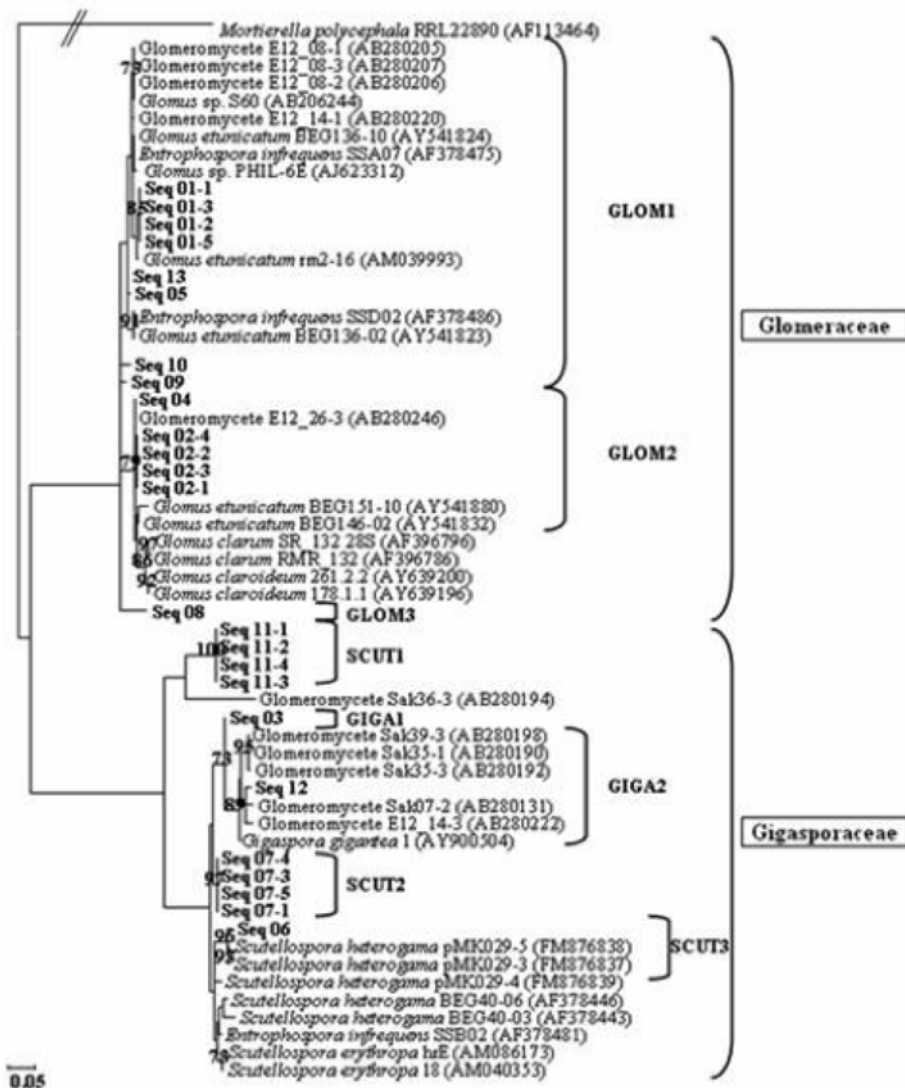 Mortierella polycephala RRL22890 (AF113464)
Glomeromycete E12_08-1 (AB280205)
73
Glomeromycete E12_08-3 (AB280207)
Glomeromycete E12_08-2 (AB280206)
Glomus sp. S60 (AB206244)
Glomeromycete E12_14-1 (AB280220)
Glomus etunicatum BEG136-10 (AY541824)
Entrophospora infrequens SSA07 (AF378475)
Glomus sp. PHIL-6E (AJ623312)
Seq 01-1
85
Seq 01-3
GLOM1
Seq 01-2
Seq 01-5
Glomus etunicatum rm2-16 (AM039993)
Seq 13
Seq 05
91
Entrophospora infrequens SSD02 (AF378486)
Glomeraceae
Glomus etunicatum BEG136-02 (AY541823)
Seq 10
Seq 09
Seq 04
Glomeromycete E12_26-3 (AB280246)
Seq 02-4
Seq 02-2
GLOM2
Seq 02-3
Seq 02-1
Glomus etunicatum BEG151-10 (AY541880)
Glomus etunicatum BEG146-02 (AY541832)
97
Glomus clarum SR_132 28S (AF396796)
86
Glomus clarum RMR_132 (AF396786)
92
Glomus claroideum 261.2.2 (AY639200)
Glomus claroideum 178.1.1 (AY639196)
Seq 08
GLOM3
Seq 11-1
100
Seq 11-2
SCUT1
Seq 11-4
Seq 11-3
Glomeromycete Sak36-3 (AB280194)
Seq 03
GIGA1
Glomeromycete Sak39-3 (AB280198)
95
73
Glomeromycete Sak35-1 (AB280190)
Glomeromycete Sak35-3 (AB280192)
GIGA2
Seq 12
Glomeromycete Sak07-2 (AB280131)
Glomeromycete E12_14-3 (AB280222)
Gigasporaceae
Gigaspora gigantea 1 (AY900504)
Seq 07-4
Seq 07-3
SCUT2
Seq 07-5
Seq 07-1
Seq 06
96
Scutellospora heterogama pMK029-5 (FM876838)
SCUT3
93
Scutellospora heterogama pMK029-3 (FM876837)
Scutellospora heterogama pMK029-4 (FM876839)
Scutellospora heterogama BEG40-06 (AF378446)
Scutellospora heterogama BEG40-03 (AF378443)
Entrophospora infrequens SSB02 (AF378481)
78
Scutellospora erythropa hrE (AM086173)
Scutellospora erythropa 18 (AM040353)
0.05